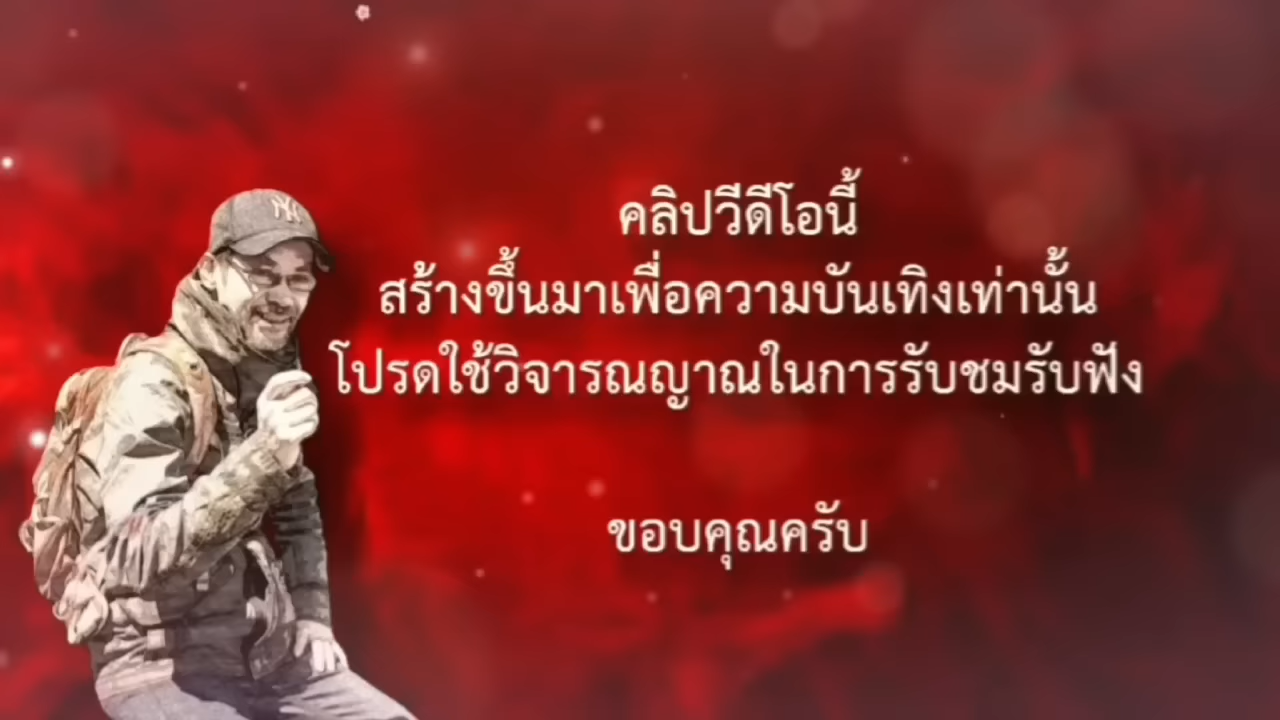 NY
คลิปวีดีโอนี้
สร้างขึ้นมาเพื่อความบันเทิงเท่านั้น
โปรดใช้วิจารณญาณในการรับชมรับฟัง
ขอบคุณครับ